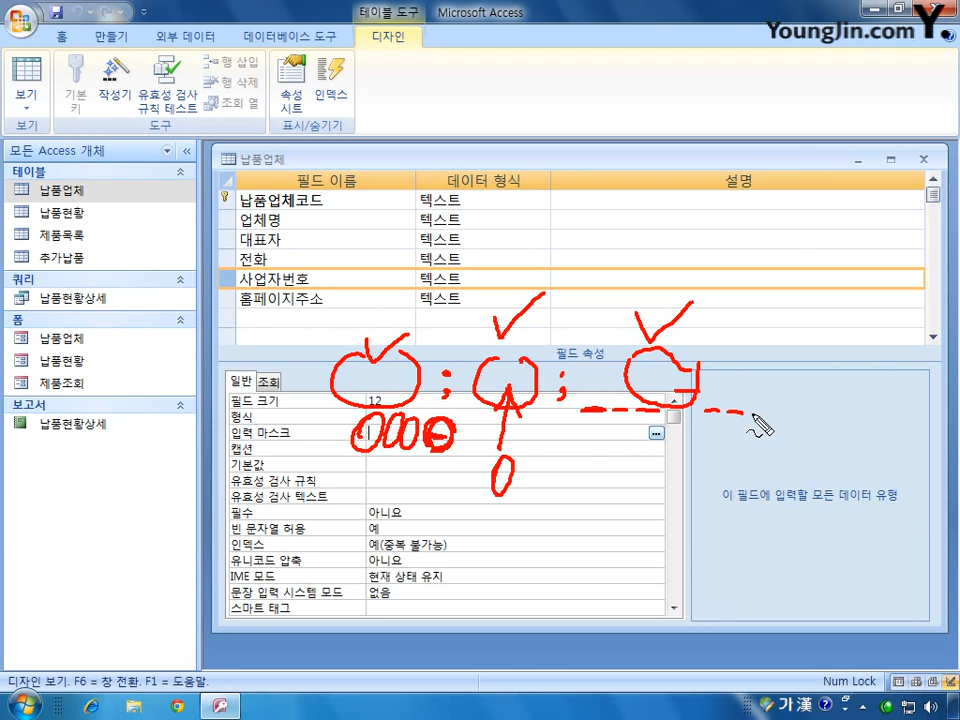 테이블 도구 Microsoft Access
YoungJin.com Y
홈 만들기 외부 데이터 데이터베이스 도구 디자인
보기
기본 키
작성기
유효성 검사 규칙 테스트
행 삽입
행 삭제
조회 열
속성 시트
인덱스
보기 도구 표시/숨기기
모든 Access 개체
테이블
납품업체
납품현황
제품목록
추가납품
쿼리
납품현황상세
폼
납품업체
납품현황
제품조회
보고서
납품현황상세
납품업체
필드 이름 데이터 형식 설명
납품업체코드 텍스트
업체명 텍스트
대표자 텍스트
전화 텍스트
사업자번호 텍스트
홈페이지주소 텍스트
필드 속성
; ;
0
일반 조회
필드 크기 12
형식
입력 마스크
캡션
기본값
유효성 검사 규칙
유효성 검사 텍스트
필수 아니요
빈 문자열 허용 예
인덱스 예(중복 불가능)
유니코드 압축 아니요
IME 모드 현재 상태 유지
문장 입력 시스템 모드 없음
스마트 태그
이 필드에 입력할 모든 데이터 유형
디자인 보기. F6 = 창 전환. F1 = 도움말.
Num Lock
가 漢